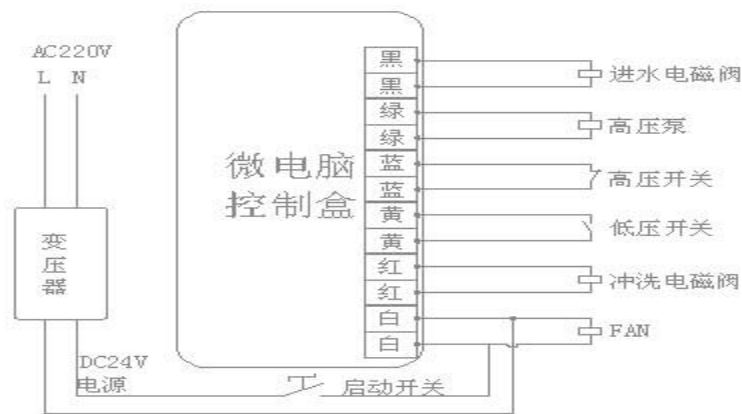 AC220V
L N
变压器
DC24V
电源
微电脑
控制盒
黑
黑
绿
绿
蓝
蓝
黄
黄
红
红
白
白
进水电磁阀
高压泵
高压开关
低压开关
冲洗电磁阀
FAN
启动开关